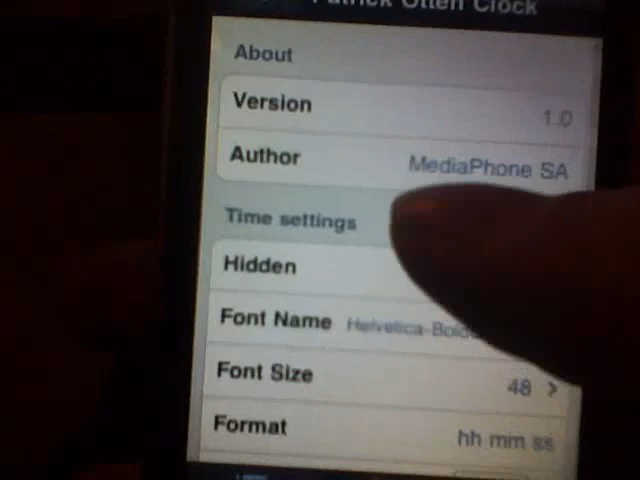 Patrick Otten Clock
About
Version 1.0
Author MediaPhone SA
Time settings
Hidden
Font Name Helvetica-Bold
Font Size 48 >
Format hh mm ss